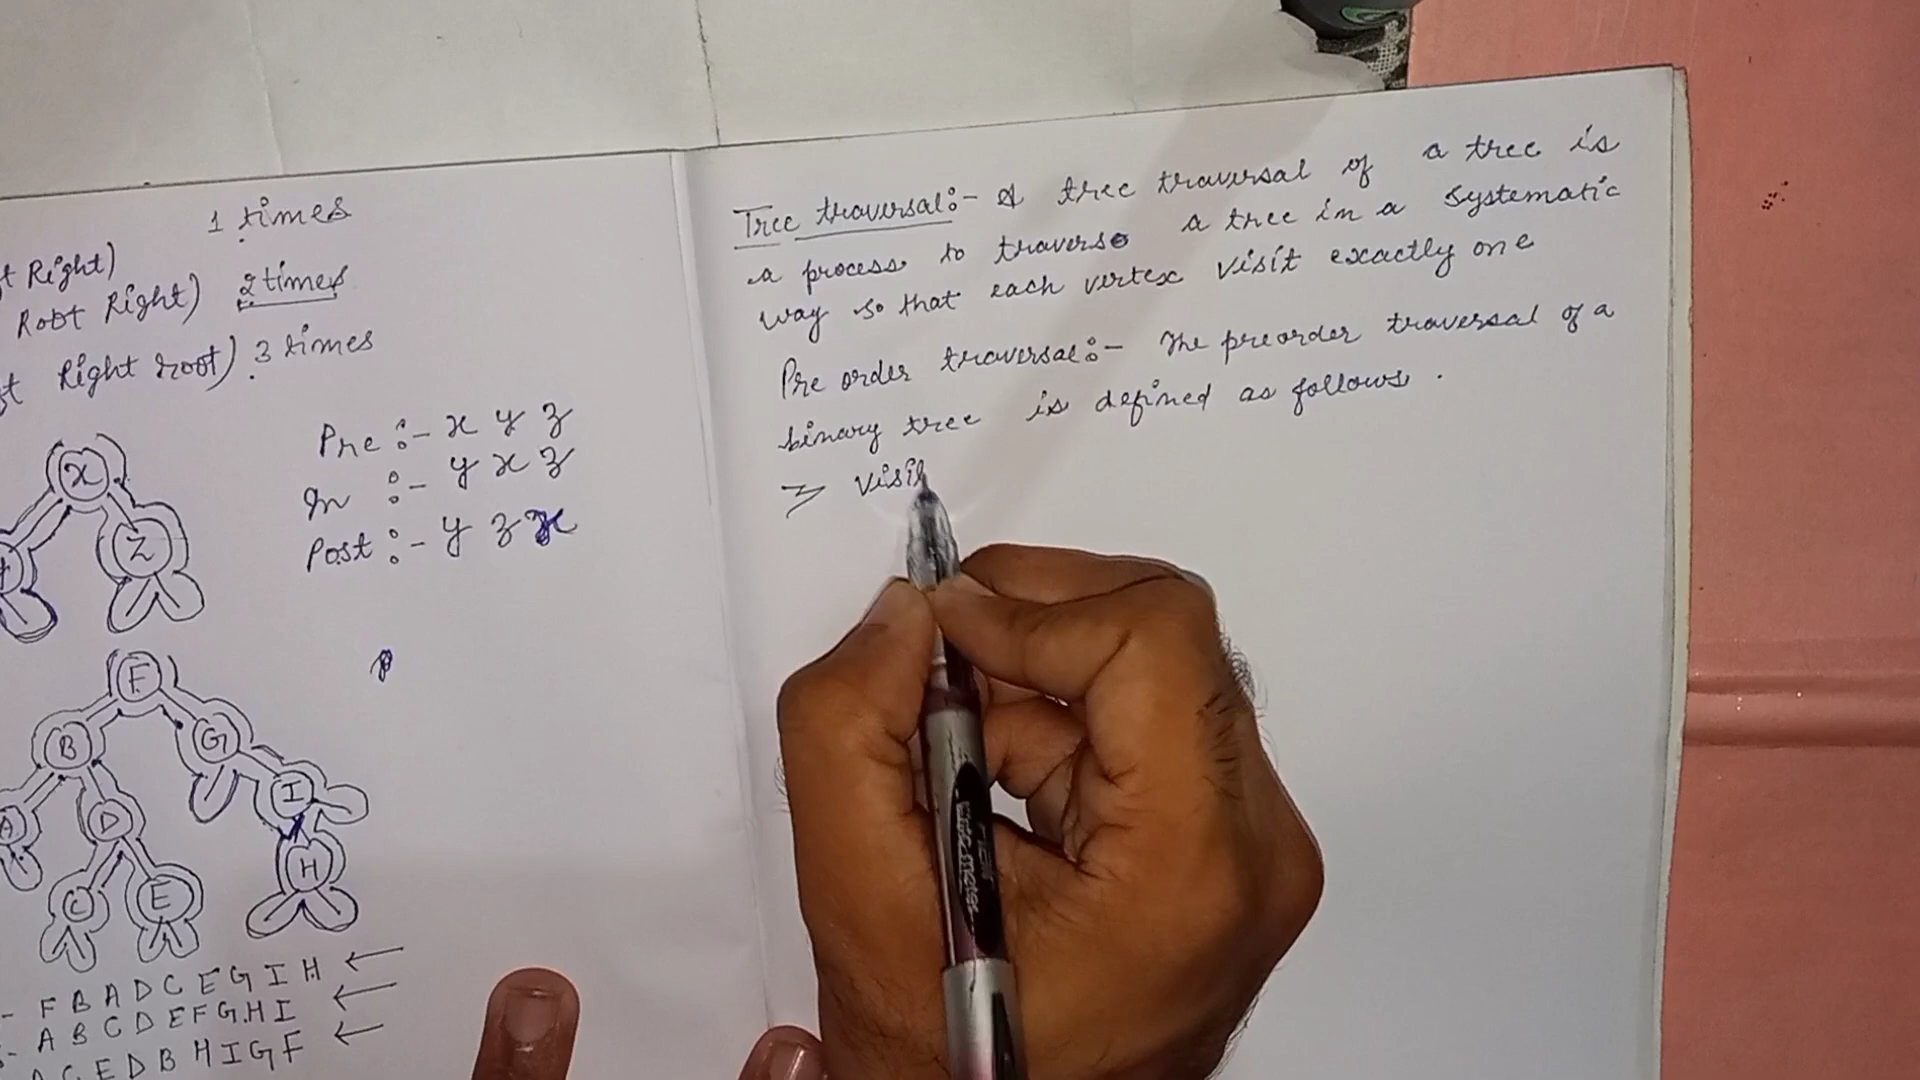 1 times
t Right)
Root Right) 2 times
t Right root) 3 times
X
Z
Pre :- x y z
In :- y x z
Post :- y z x
F
B G
A D I
C E H
- F B A D C E G I H ←
- A B C D E F G H I ←
A C E D B H I G F ←
Tree traversal:- A tree traversal of a tree is
a process to traverse a tree in a systematic
way so that each vertex visit exactly one
Pre order traversal:- The preorder traversal of a
binary tree is defined as follows.
⇒ visit